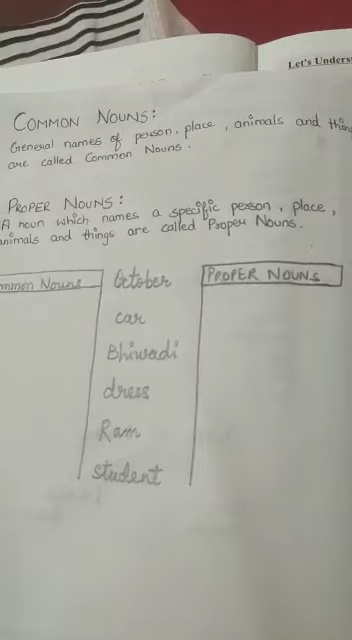 Let's Unders
COMMON NOUNS:
General names of person, place, animals and thing
are called Common Nouns.
PROPER NOUNS:
A noun which names a specific person, place,
nimals and things are called Proper Nouns.
mmon Nouns October PROPER NOUNS
car
Bhiwadi
dress
Ram
student